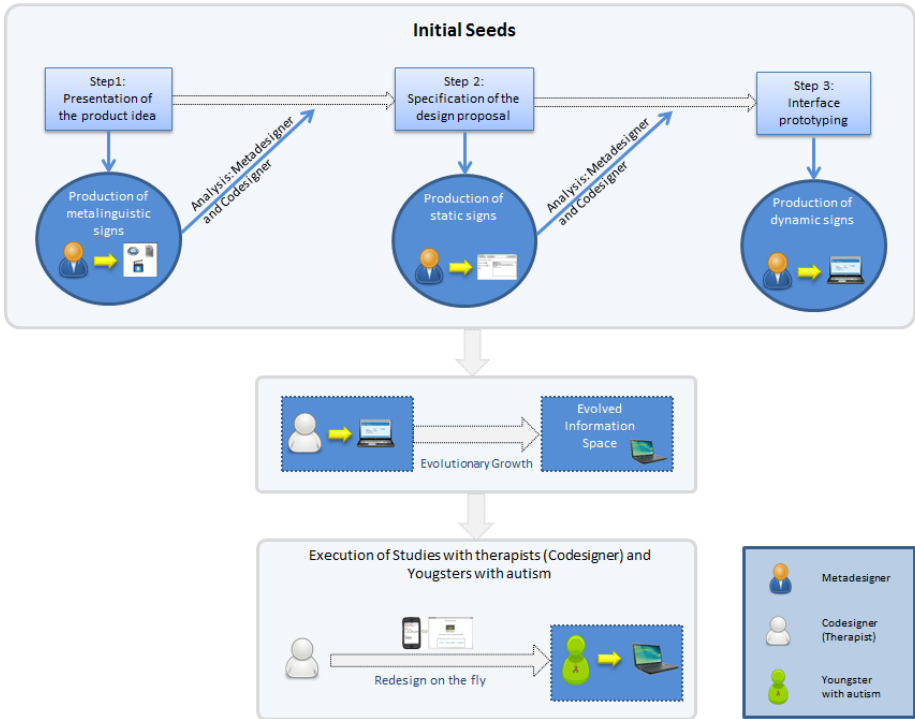 Initial Seeds
Step1:
Presentation of
the product idea
Step 2:
Specification of the
design proposal
Step 3:
Interface
prototyping
Analysis: Metadesigner
and Codesigner
Analysis: Metadesigner
and Codesigner
Production of
metalinguistic
signs
Production of
static signs
Production of
dynamic signs
Evolutionary Growth
Evolved
Information
Space
Execution of Studies with therapists (Codesigner) and
Yougsters with autism
Redesign on the fly
Metadesigner
Codesigner
(Therapist)
Youngster
with autism